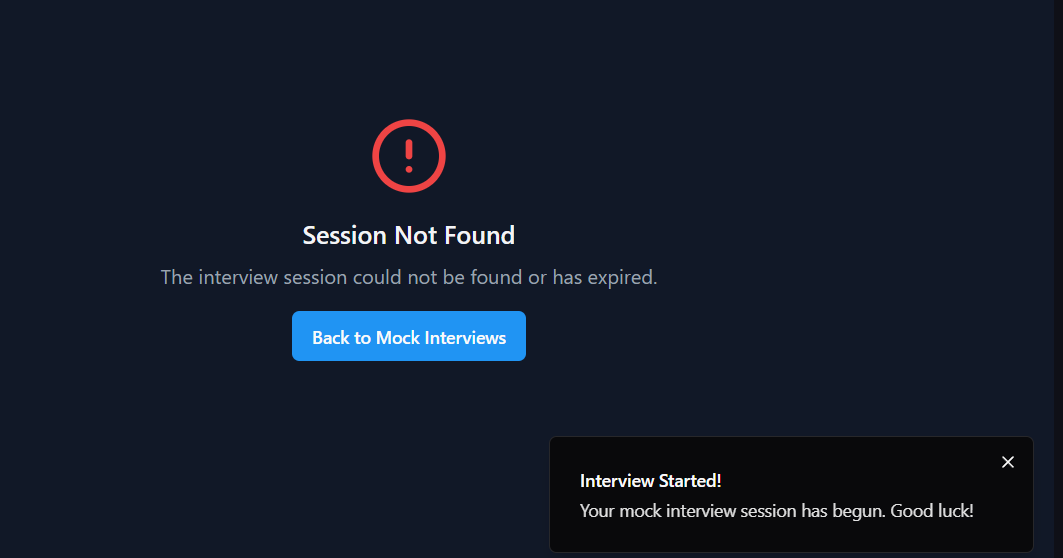 Session Not Found
The interview session could not be found or has expired.
Back to Mock Interviews
Interview Started!
Your mock interview session has begun. Good luck!